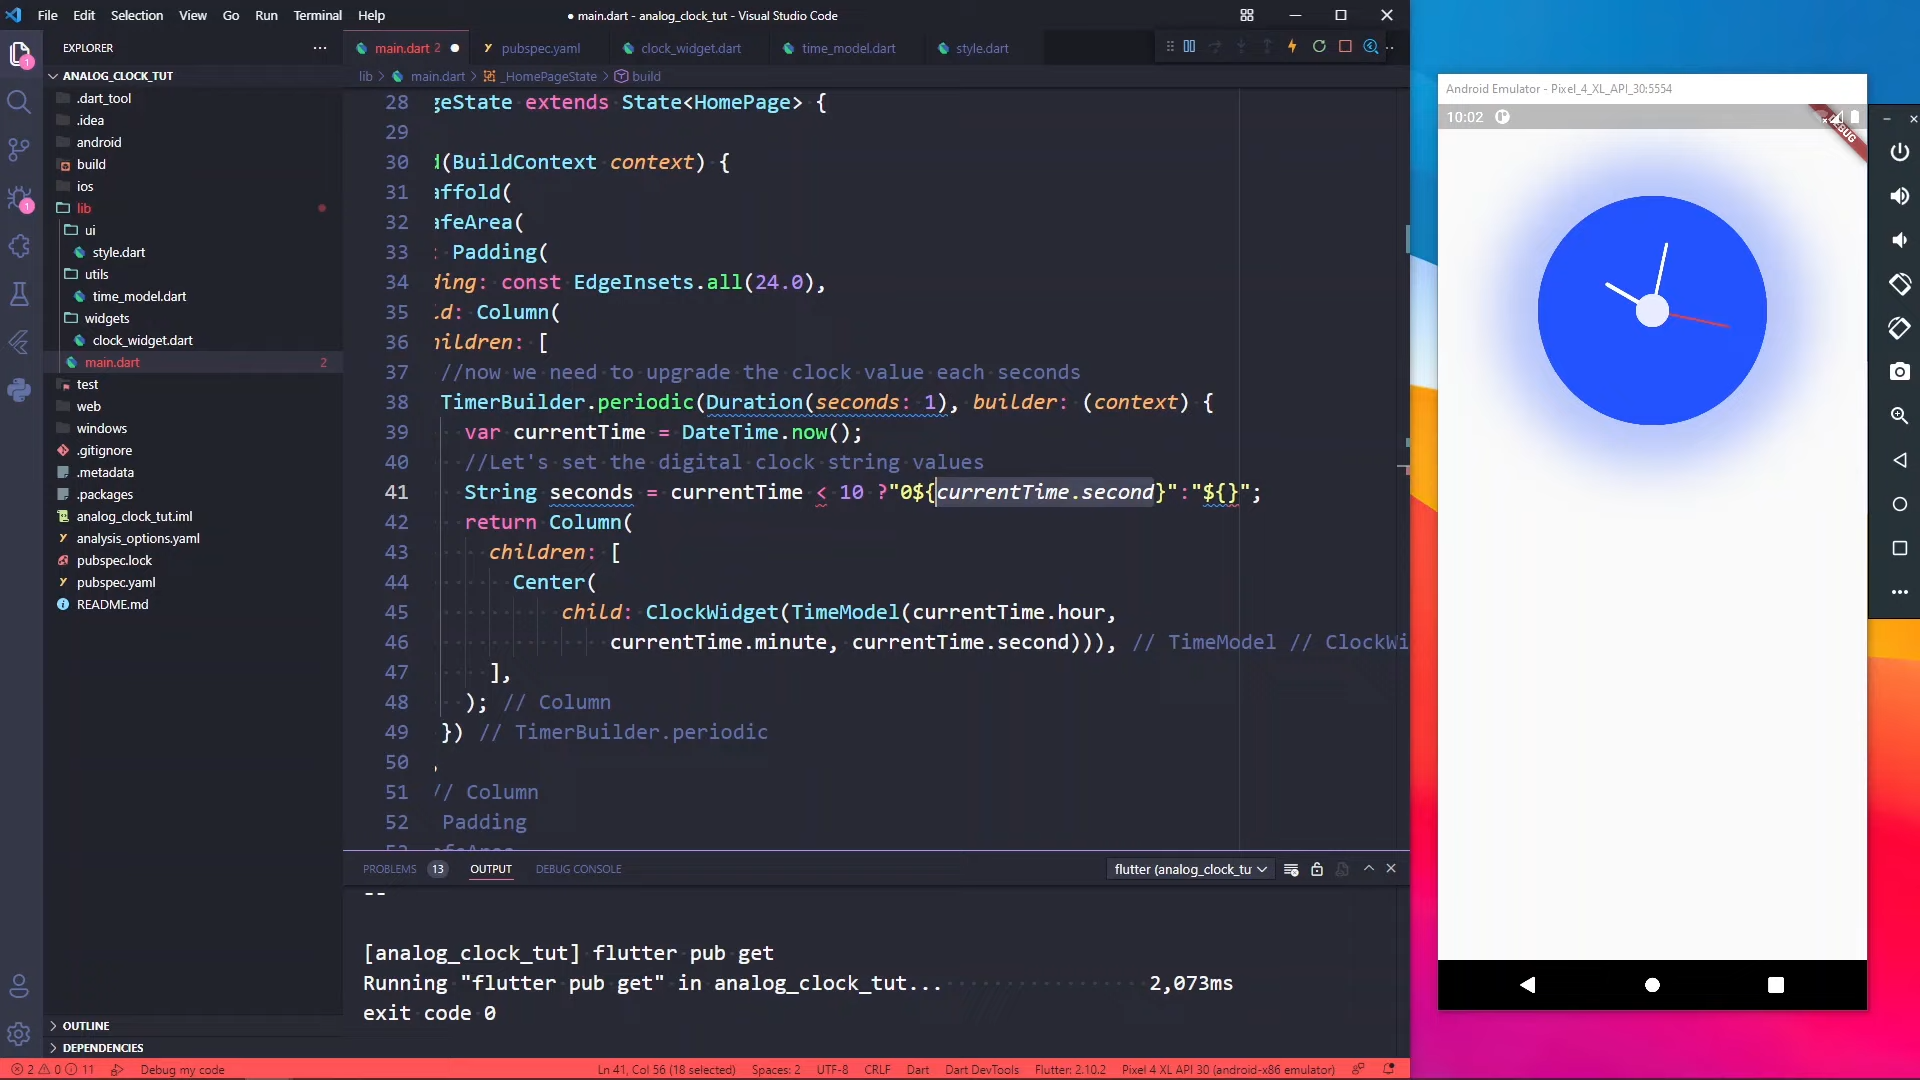 File Edit Selection View Go Run Terminal Help
● main.dart - analog_clock_tut - Visual Studio Code
EXPLORER
main.dart 2
pubspec.yaml
clock_widget.dart
time_model.dart
style.dart
ANALOG_CLOCK_TUT
lib > main.dart > _HomePageState > build
.dart_tool
.idea
android
build
ios
lib
ui
style.dart
utils
time_model.dart
widgets
clock_widget.dart
main.dart 2
test
web
windows
.gitignore
.metadata
.packages
analog_clock_tut.iml
analysis_options.yaml
pubspec.lock
pubspec.yaml
README.md
OUTLINE
DEPENDENCIES
28 geState extends State<HomePage> {
29
30 d(BuildContext context) {
31 affold(
32 afeArea(
33 : Padding(
34 ding: const EdgeInsets.all(24.0),
35 ld: Column(
36 hildren: [
37 //now we need to upgrade the clock value each seconds
38 TimerBuilder.periodic(Duration(seconds: 1), builder: (context) {
39 var currentTime = DateTime.now();
40 //Let's set the digital clock string values
41 String seconds = currentTime < 10 ?"0${currentTime.second}":"${}";
42 return Column(
43 children: [
44 Center(
45 child: ClockWidget(TimeModel(currentTime.hour,
46 currentTime.minute, currentTime.second))), // TimeModel // ClockWi
47 ],
48 ); // Column
49 }) // TimerBuilder.periodic
50 ,
51 // Column
52 Padding
PROBLEMS 13 OUTPUT DEBUG CONSOLE
flutter (analog_clock_tu
--
[analog_clock_tut] flutter pub get
Running "flutter pub get" in analog_clock_tut... 2,073ms
exit code 0
2 0 11 Debug my code
Ln 41, Col 56 (18 selected) Spaces: 2 UTF-8 CRLF Dart Dart DevTools Flutter: 2.10.2 Pixel 4 XL API 30 (android-x86 emulator)
Android Emulator - Pixel_4_XL_API_30:5554
10:02
DEBUG